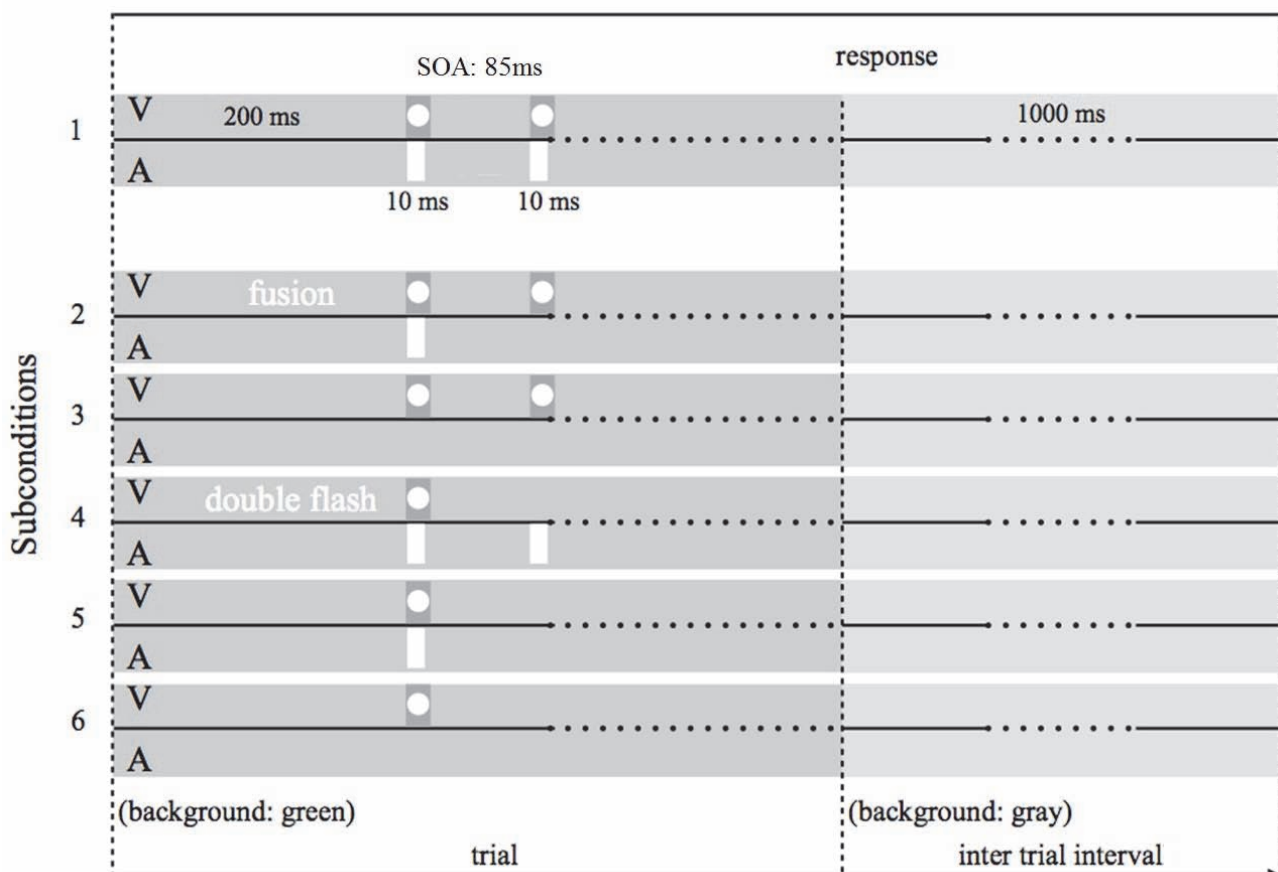 SOA: 85ms
response
V
200 ms
1000 ms
1
A
10 ms
10 ms
V
fusion
2
A
V
3
A
V
double flash
4
A
V
5
A
V
6
A
Subconditions
(background: green)
(background: gray)
trial
inter trial interval